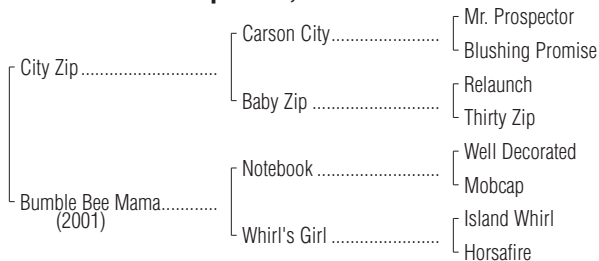 Mr. Prospector
Carson City
Blushing Promise
City Zip
Relaunch
Baby Zip
Thirty Zip
Well Decorated
Notebook
Mobcap
Bumble Bee Mama
(2001)
Island Whirl
Whirl's Girl
Horsafire